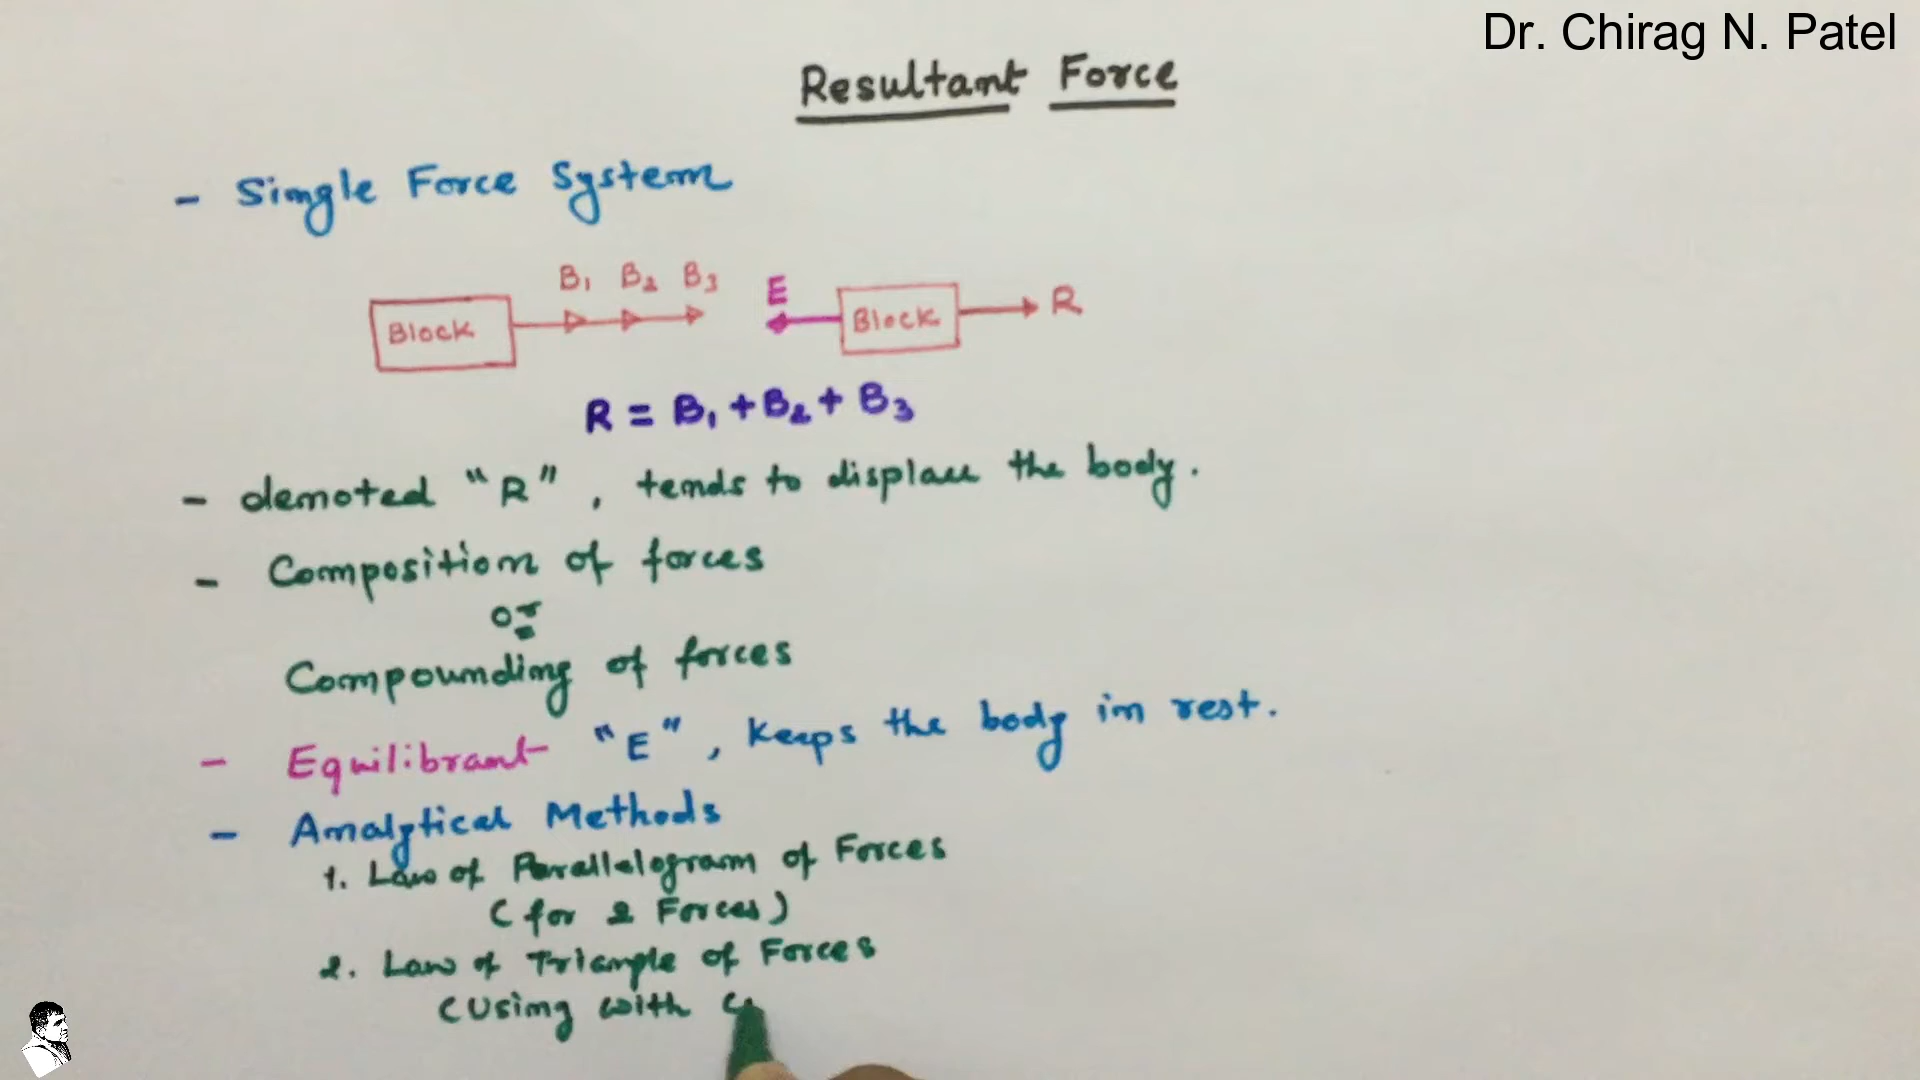 Dr. Chirag N. Patel
Resultant Force
- Single Force System
B1 B2 B3
E
Block
Block
R
R = B1 + B2 + B3
- denoted "R", tends to displace the body.
- Composition of forces
or
Compounding of forces
- Equilibrant "E", keeps the body in rest.
- Analytical Methods
1. Law of Parallelogram of Forces
(for 2 Forces)
2. Law of Triangle of Forces
(Using with